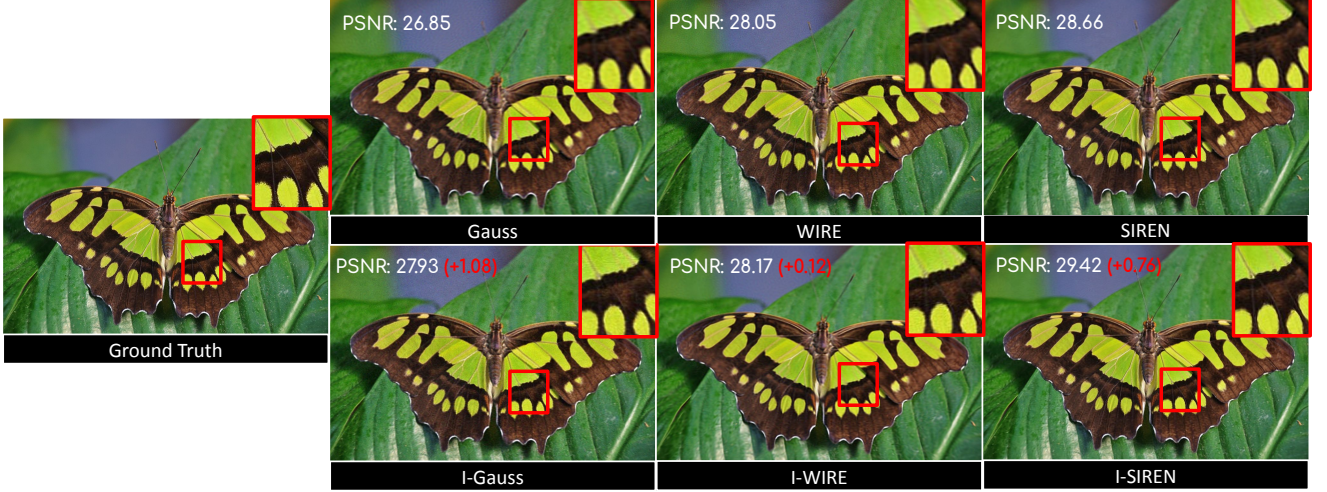 PSNR: 26.85
PSNR: 28.05
PSNR: 28.66
Gauss
WIRE
SIREN
PSNR: 27.93 (+1.08)
PSNR: 28.17 (+0.12)
PSNR: 29.42 (+0.76)
Ground Truth
I-Gauss
I-WIRE
I-SIREN